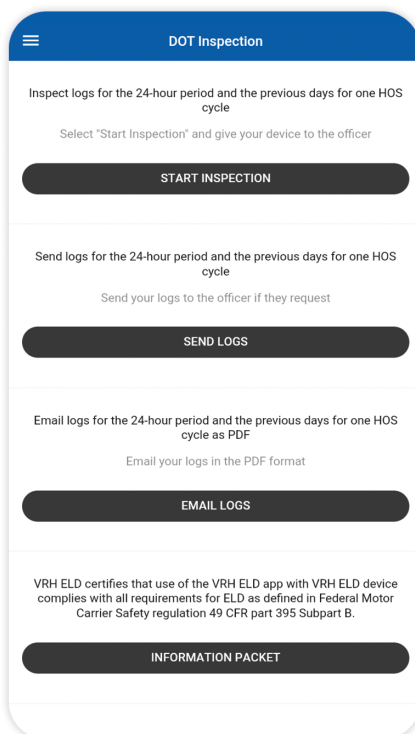 DOT Inspection
Inspect logs for the 24-hour period and the previous days for one HOS
cycle
Select "Start Inspection" and give your device to the officer
START INSPECTION
Send logs for the 24-hour period and the previous days for one HOS
cycle
Send your logs to the officer if they request
SEND LOGS
Email logs for the 24-hour period and the previous days for one HOS
cycle as PDF
Email your logs in the PDF format
EMAIL LOGS
VRH ELD certifies that use of the VRH ELD app with VRH ELD device
complies with all requirements for ELD as defined in Federal Motor
Carrier Safety regulation 49 CFR part 395 Subpart B.
INFORMATION PACKET